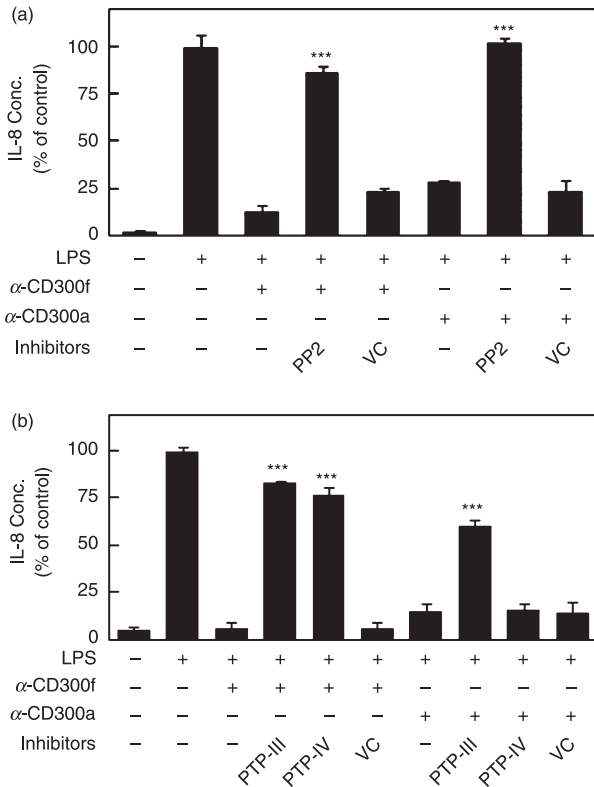 (a)
IL-8 Conc.
(% of control)
100
75
50
25
0
*** ***
LPS – + + + + + + +
α-CD300f – – + + + – – –
α-CD300a – – – – – + + +
Inhibitors – – – PP2 VC – PP2 VC
(b)
IL-8 Conc.
(% of control)
100
75
50
25
0
*** *** ***
LPS – + + + + + + + + +
α-CD300f – – + + + + – – – –
α-CD300a – – – – – – + + + +
Inhibitors – – – PTP-III PTP-IV VC – PTP-III PTP-IV VC